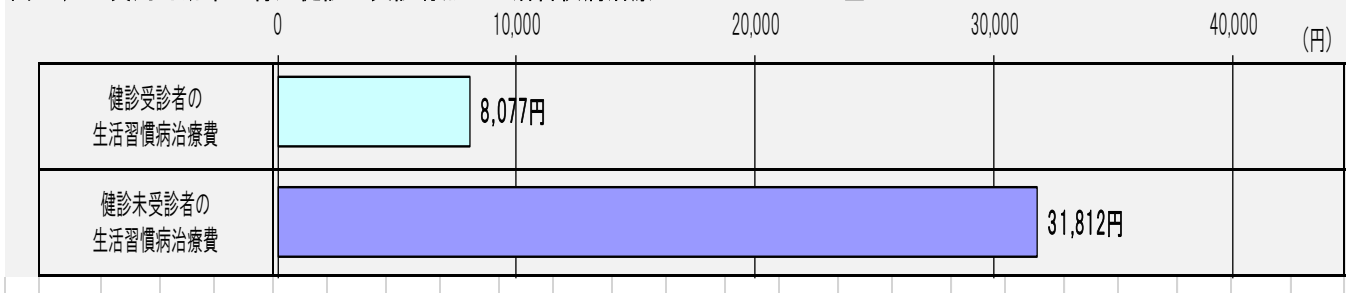 0 10,000 20,000 30,000 40,000 (円)
健診受診者の
生活習慣病治療費
8,077円
健診未受診者の
生活習慣病治療費
31,812円